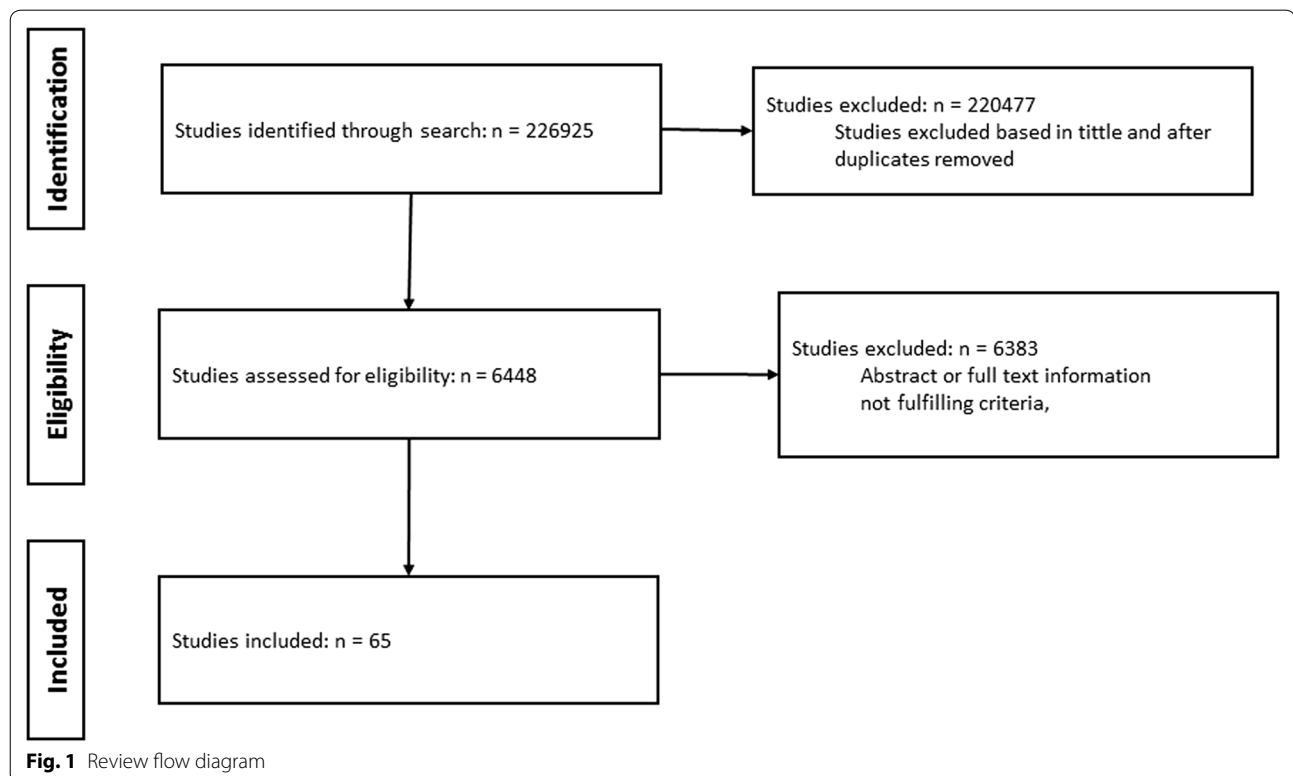 Identification
Studies identified through search: n = 226925
Studies excluded: n = 220477
Studies excluded based in tittle and after
duplicates removed
Eligibility
Studies assessed for eligibility: n = 6448
Studies excluded: n = 6383
Abstract or full text information
not fulfilling criteria,
Included
Studies included: n = 65
Fig. 1 Review flow diagram